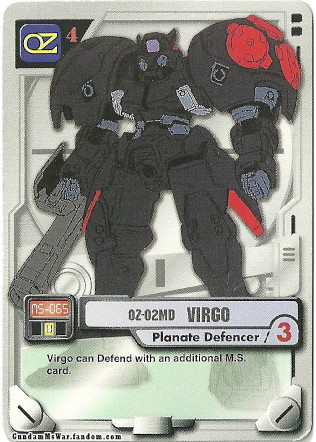 OZ 4
MS-065
0
OZ-02MD VIRGO
Planate Defencer / 3
Virgo can Defend with an additional M.S.
card.
GundamMsWar.fandom.com